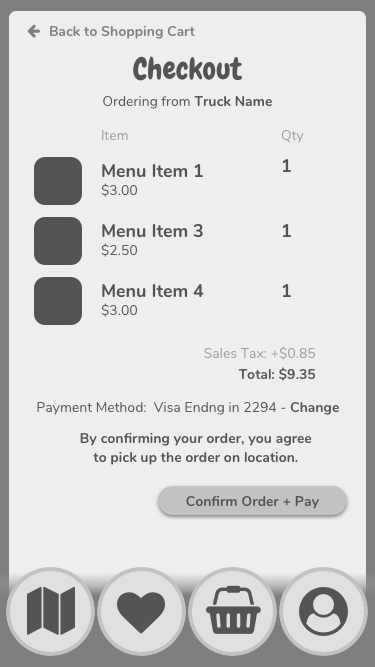 Back to Shopping Cart
Checkout
Ordering from Truck Name
Item Qty
Menu Item 1 1
$3.00
Menu Item 3 1
$2.50
Menu Item 4 1
$3.00
Sales Tax: +$0.85
Total: $9.35
Payment Method: Visa Endng in 2294 - Change
By confirming your order, you agree
to pick up the order on location.
Confirm Order + Pay